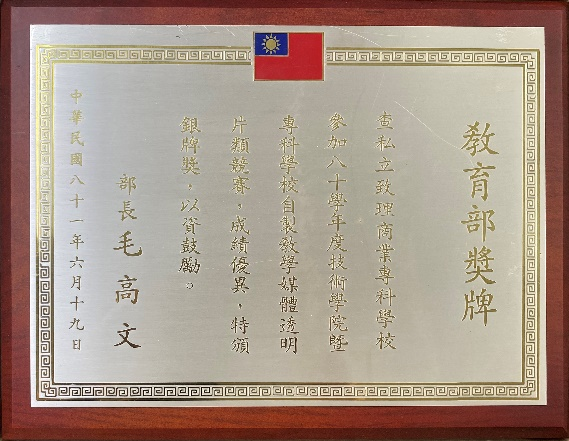 教育部獎牌
查私立致理商業專科學校
參加八十學年度技術學院暨
專科學校自製教學媒體透明
片類競賽，成績優異，特頒
銀牌獎，以資鼓勵。
部長毛高文
中華民國八十一年六月十九日